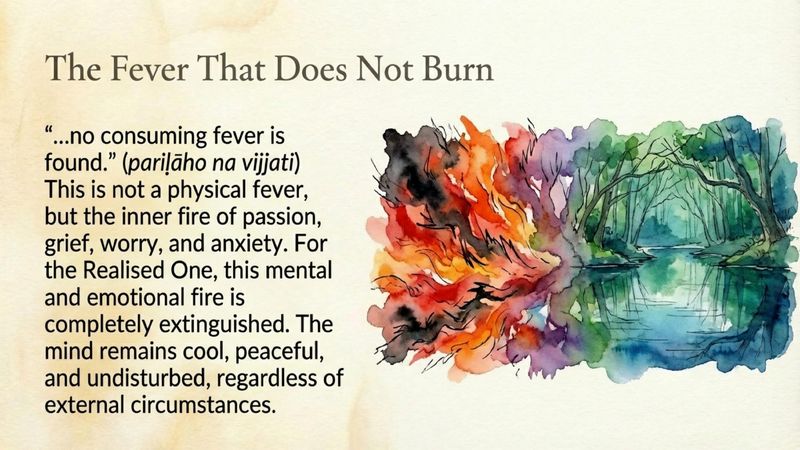 The Fever That Does Not Burn
“...no consuming fever is
found.” (pariḷāho na vijjati)
This is not a physical fever,
but the inner fire of passion,
grief, worry, and anxiety. For
the Realised One, this mental
and emotional fire is
completely extinguished. The
mind remains cool, peaceful,
and undisturbed, regardless of
external circumstances.